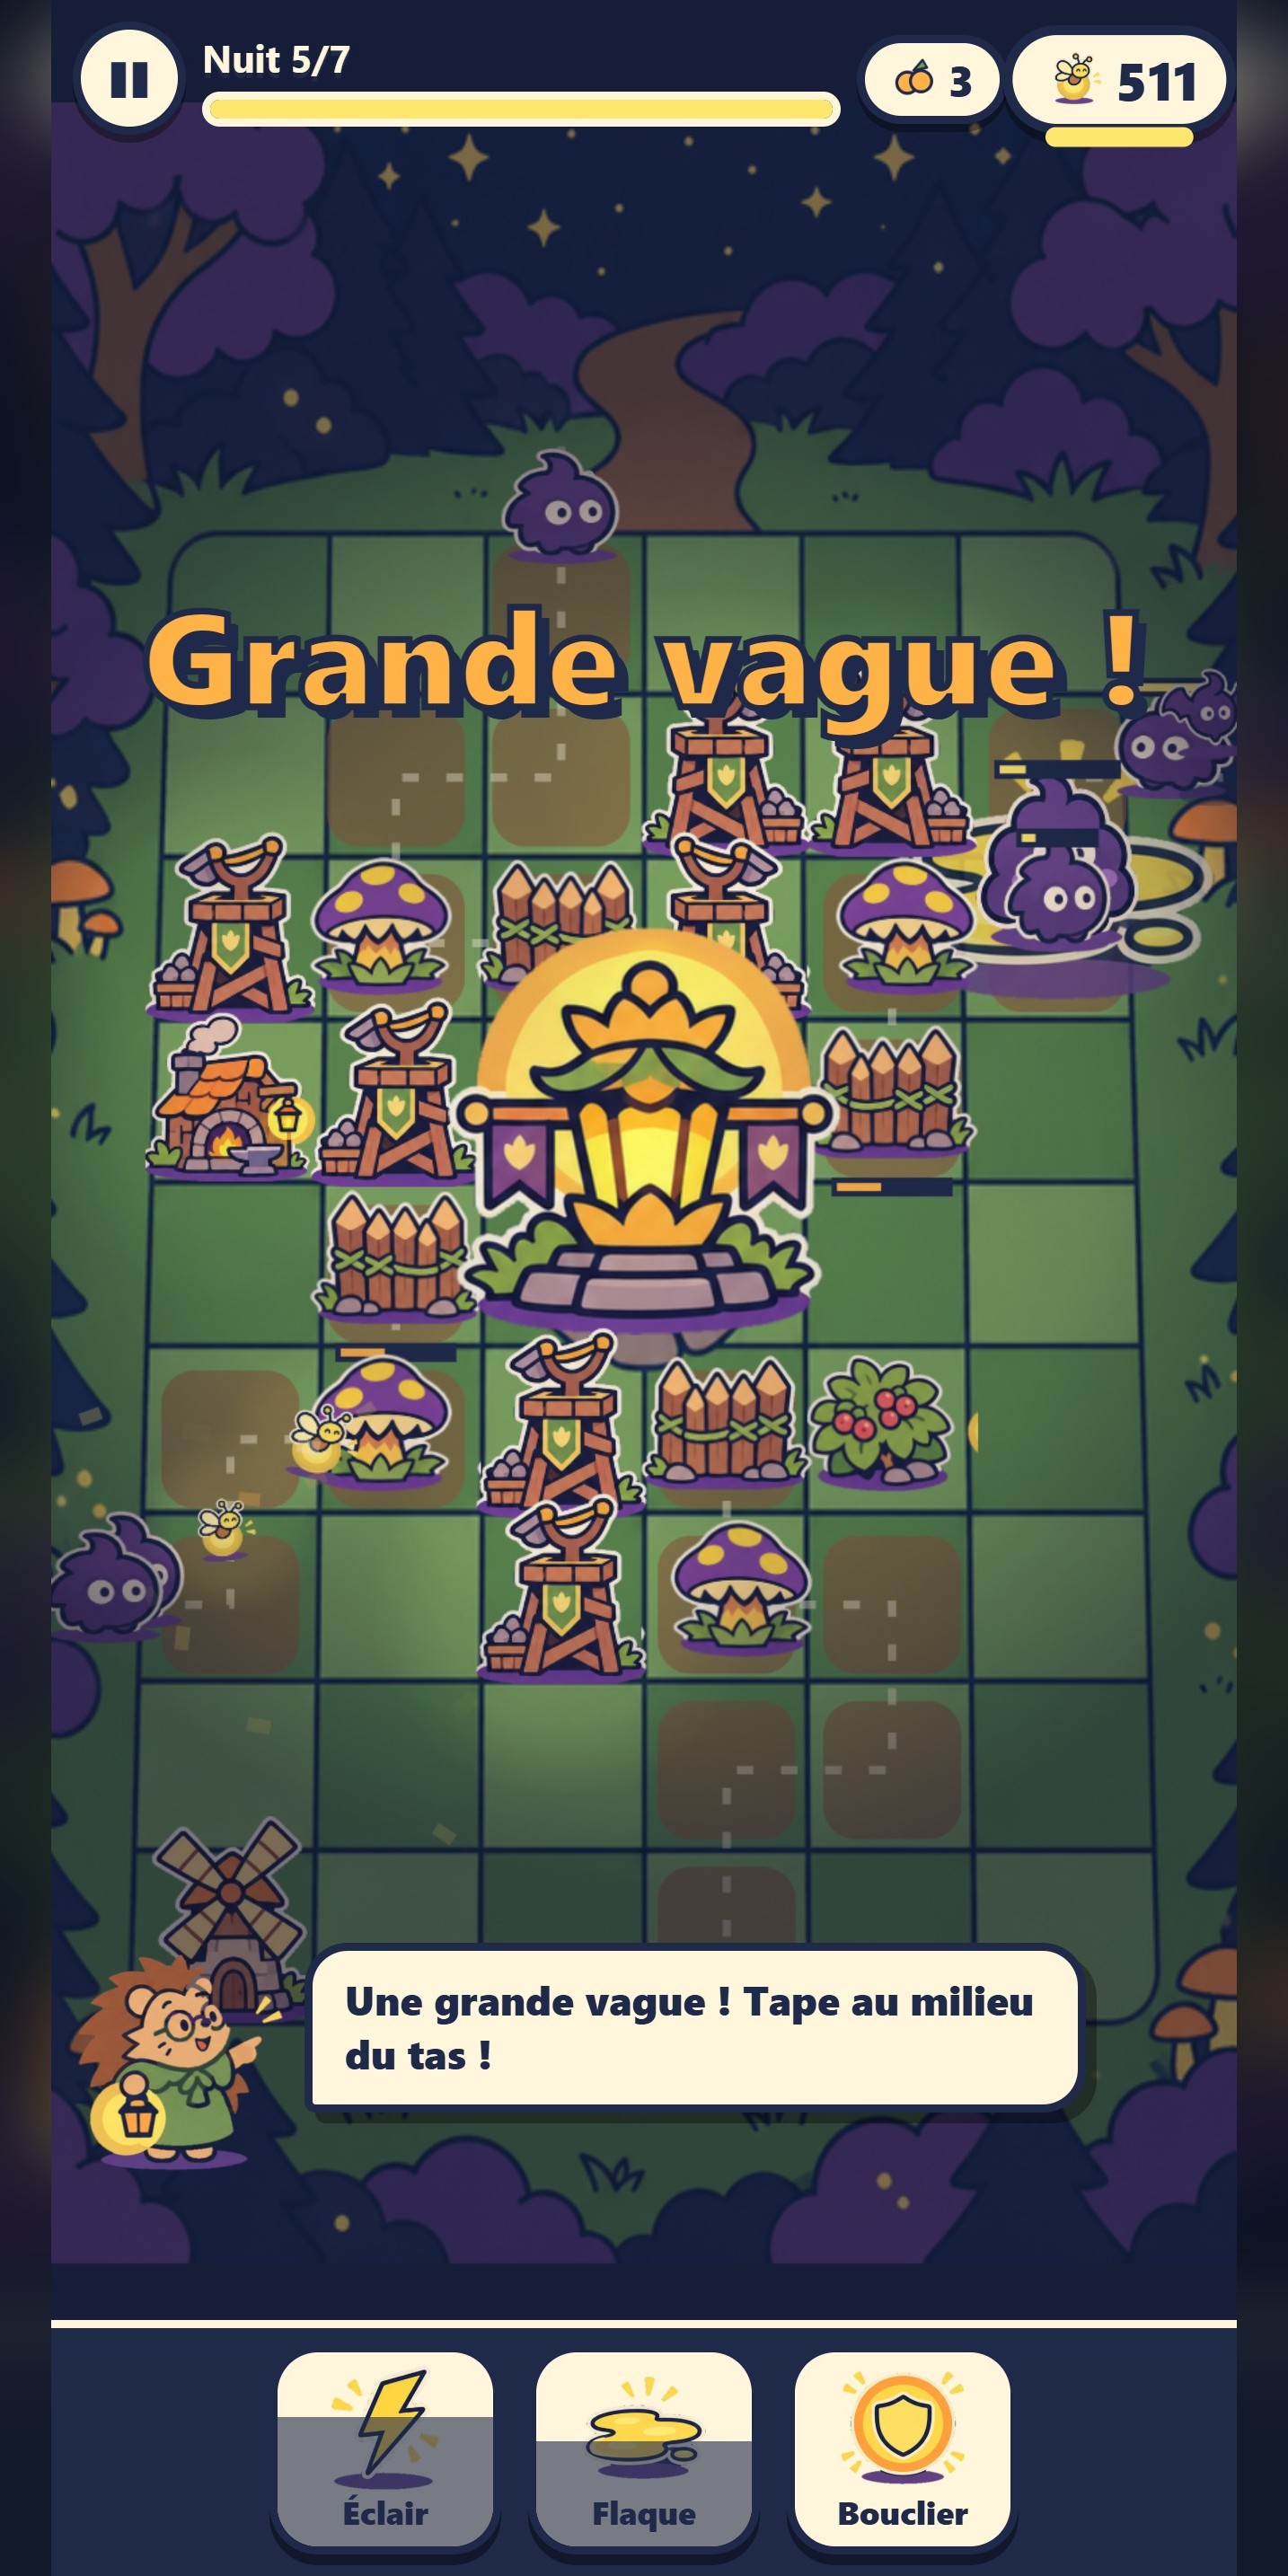 Nuit 5/7
3
511
Grande vague !
Une grande vague ! Tape au milieu
du tas !
Éclair
Flaque
Bouclier